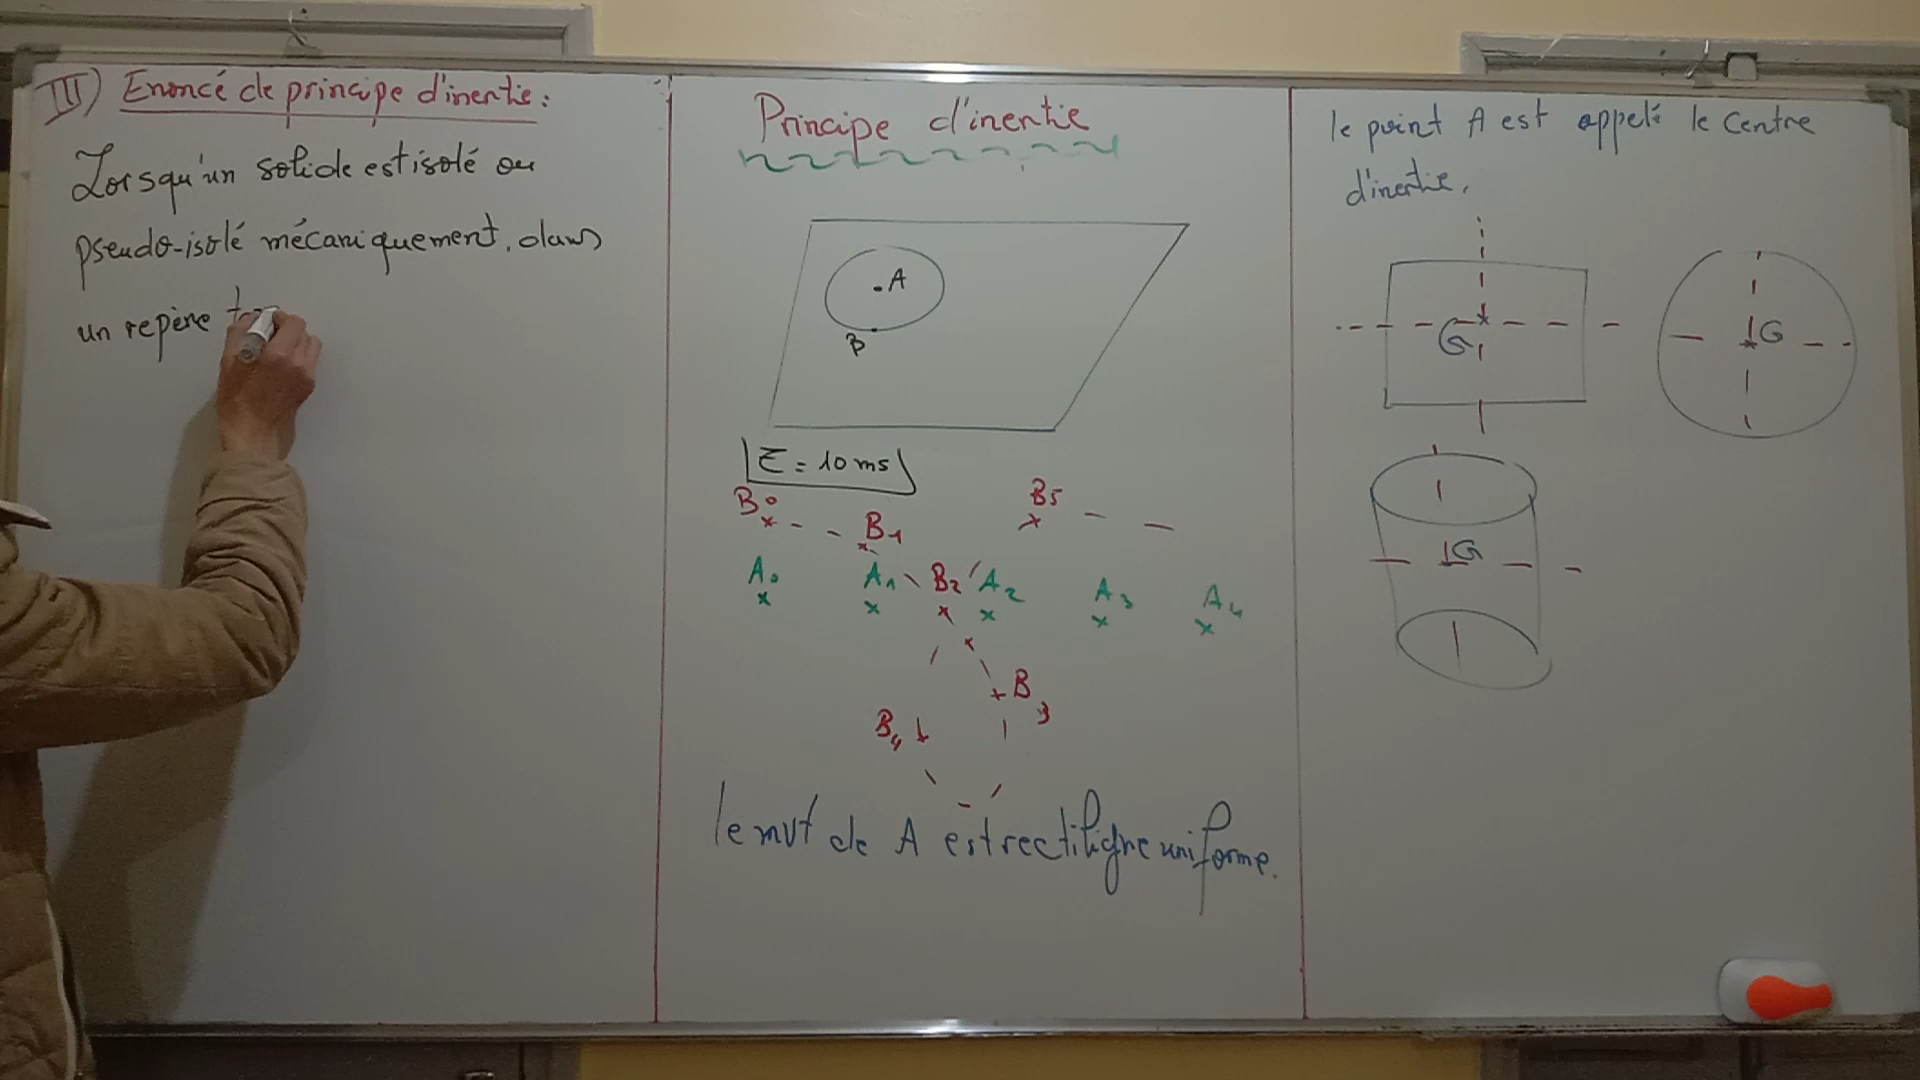 III) Enoncé de principe d'inertie :
Lorsqu'un solide est isolé ou
pseudo-isolé mécaniquement, dans
un repère
Principe d'inertie
A
B
Z = 10 ms
B0
B1
B5
A0
A1
B2
A2
A3
A4
B3
B4
le mvt de A est rectiligne uniforme.
le point A est appelé le centre
d'inertie.
G
G
G